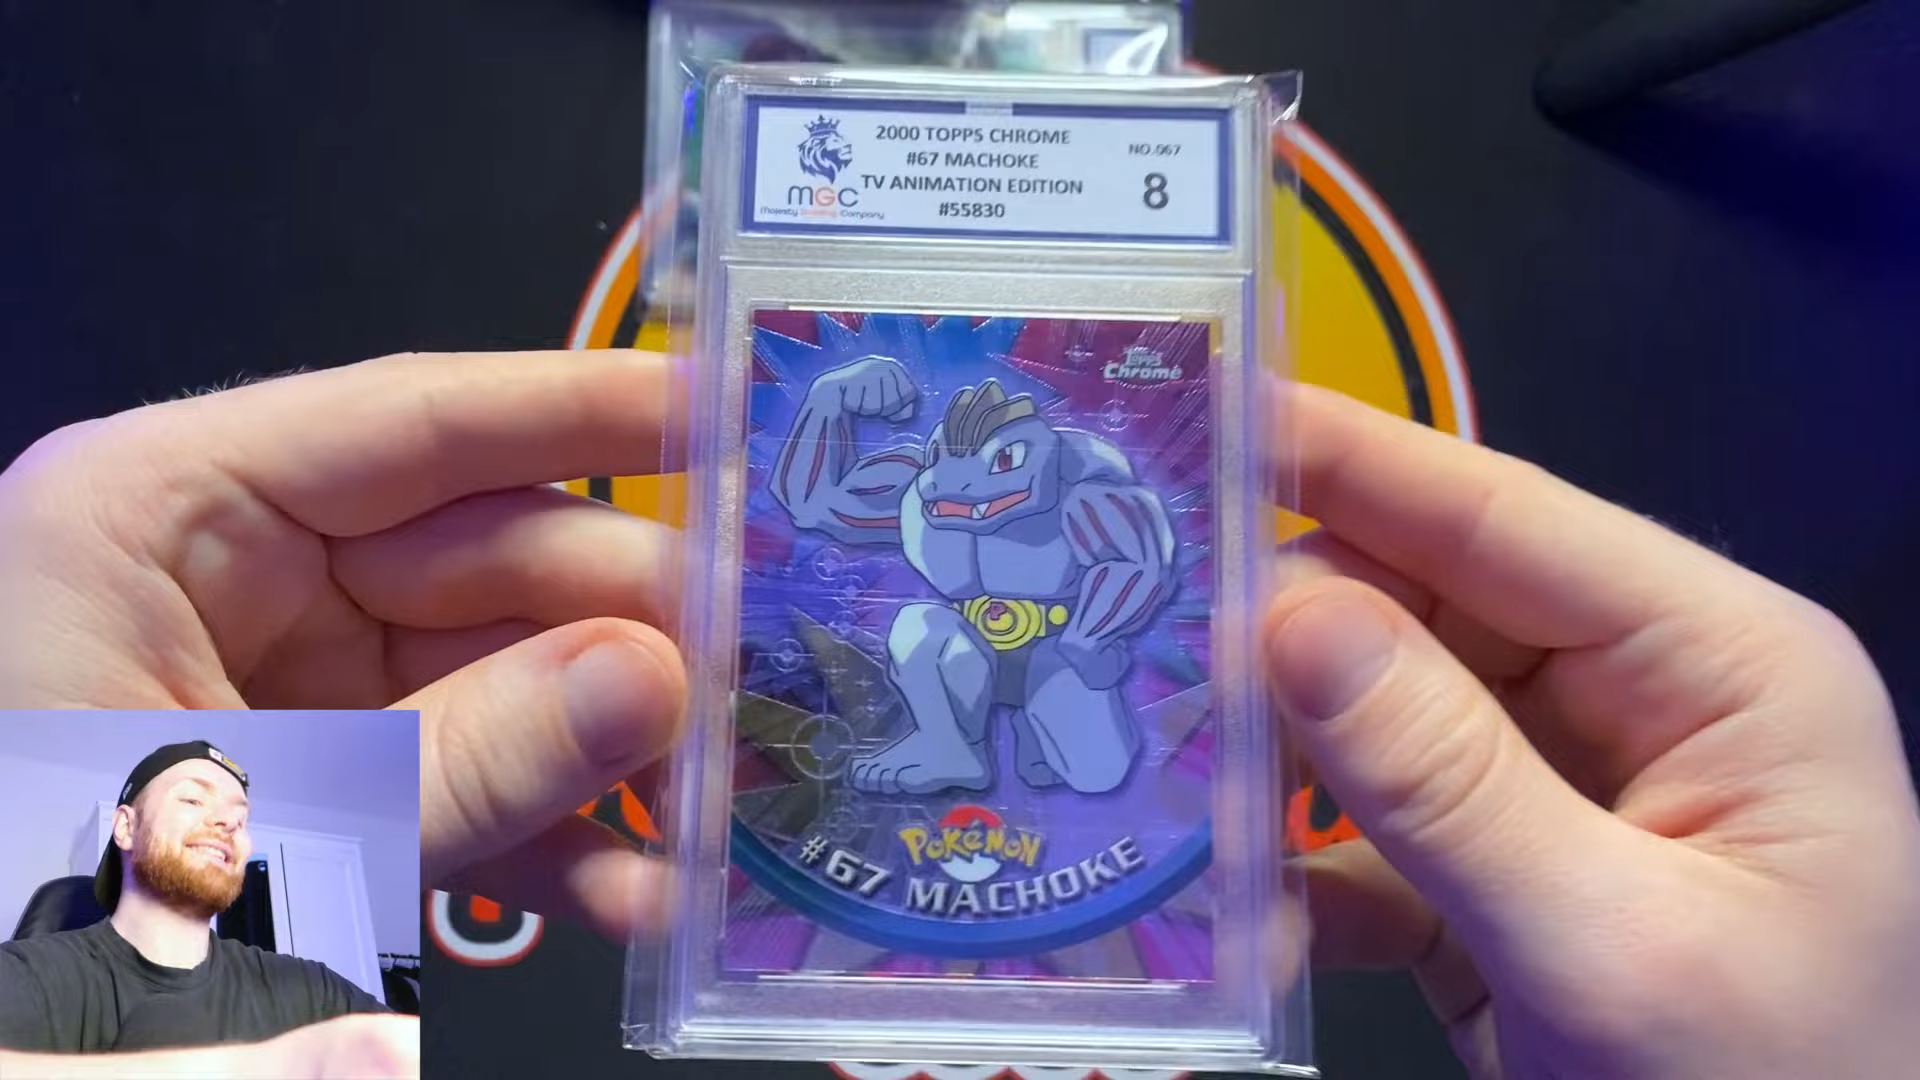 2000 TOPPS CHROME
#67 MACHOKE
TV ANIMATION EDITION
#55830
NO.067
8
MGC
Majesty Grading Company
Topps
Chrome
Pokémon
#67 MACHOKE